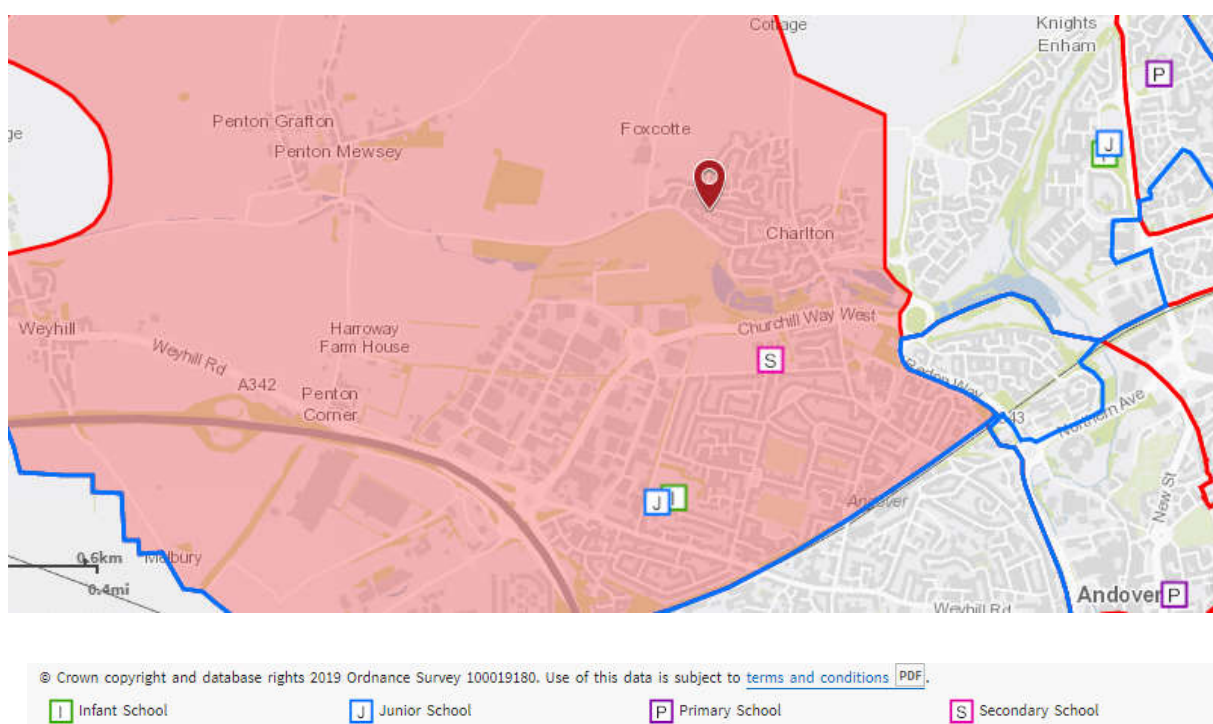 Cottage
Knights
Enham
P
Penton Grafton
Foxcotte
Penton Mewsey
J
Charlton
Weyhill
Harroway
Farm House
Churchill Way West
Weyhill Rd
S
A342
Penton
Corner
Northern Ave
New St
J
I
Andover
0.6km
0.4mi
Weyhill Rd
Andover
P
© Crown copyright and database rights 2019 Ordnance Survey 100019180. Use of this data is subject to terms and conditions PDF.
I Infant School J Junior School P Primary School S Secondary School